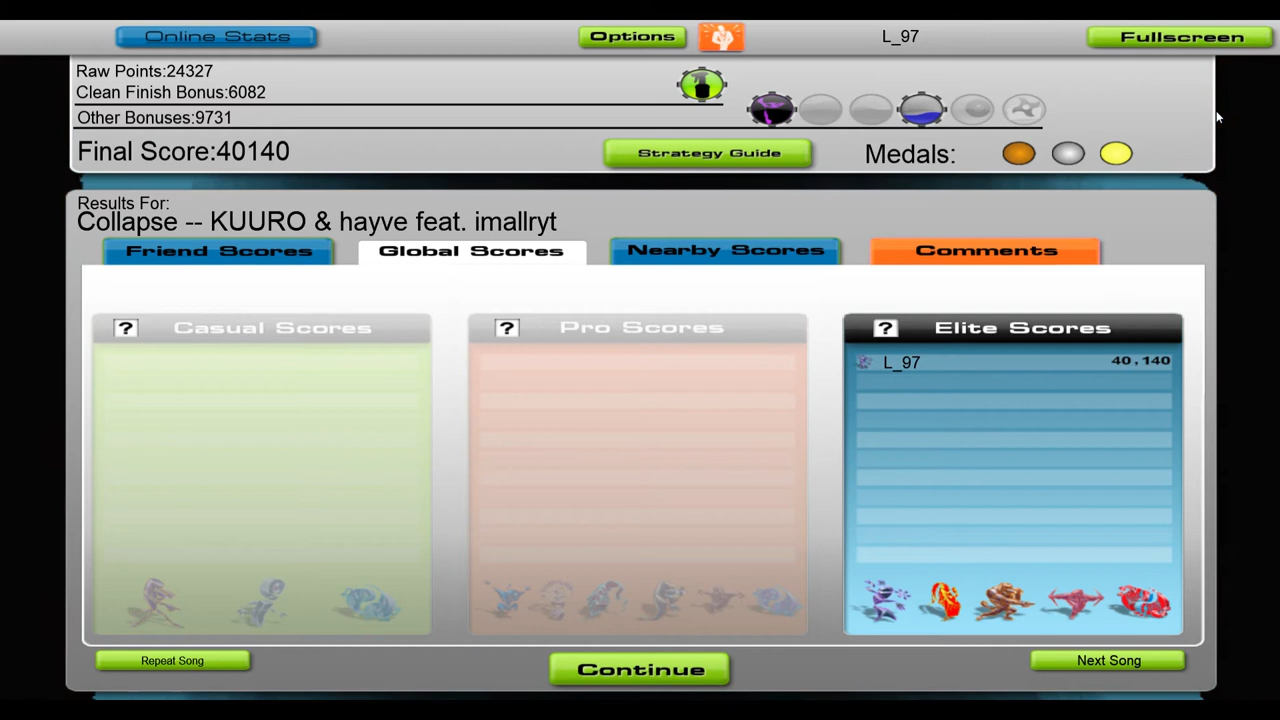 Online Stats
Options
L_97
Fullscreen
Raw Points:24327
Clean Finish Bonus:6082
Other Bonuses:9731
Final Score:40140
Strategy Guide
Medals:
Results For:
Collapse -- KUURO & hayve feat. imallryt
Friend Scores
Global Scores
Nearby Scores
Comments
? Casual Scores
? Pro Scores
? Elite Scores
L_97 40,140
Repeat Song
Continue
Next Song